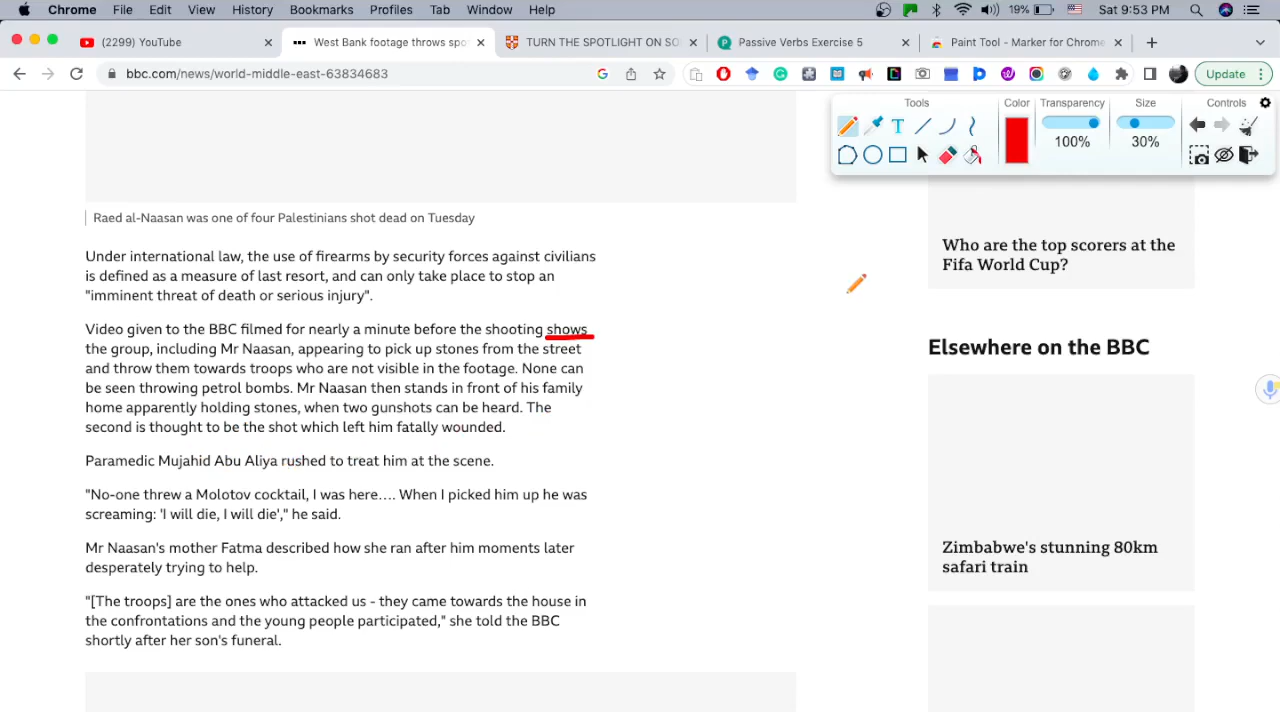 Chrome File Edit View History Bookmarks Profiles Tab Window Help 19% Sat 9:53 PM
(2299) YouTube West Bank footage throws spo TURN THE SPOTLIGHT ON SO Passive Verbs Exercise 5 Paint Tool - Marker for Chrome
bbc.com/news/world-middle-east-63834683 Update
Tools Color Transparency Size Controls
T
100% 30%
Raed al-Naasan was one of four Palestinians shot dead on Tuesday
Under international law, the use of firearms by security forces against civilians
is defined as a measure of last resort, and can only take place to stop an
"imminent threat of death or serious injury".
Video given to the BBC filmed for nearly a minute before the shooting shows
the group, including Mr Naasan, appearing to pick up stones from the street
and throw them towards troops who are not visible in the footage. None can
be seen throwing petrol bombs. Mr Naasan then stands in front of his family
home apparently holding stones, when two gunshots can be heard. The
second is thought to be the shot which left him fatally wounded.
Paramedic Mujahid Abu Aliya rushed to treat him at the scene.
"No-one threw a Molotov cocktail, I was here…. When I picked him up he was
screaming: 'I will die, I will die'," he said.
Mr Naasan's mother Fatma described how she ran after him moments later
desperately trying to help.
"[The troops] are the ones who attacked us - they came towards the house in
the confrontations and the young people participated," she told the BBC
shortly after her son's funeral.
Who are the top scorers at the
Fifa World Cup?
Elsewhere on the BBC
Zimbabwe's stunning 80km
safari train